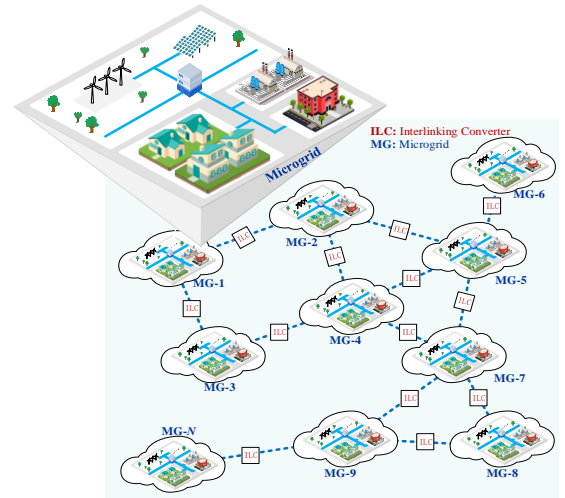 Microgrid
ILC: Interlinking Converter
MG: Microgrid
MG-6
ILC
MG-2
ILC
ILC
MG-1
ILC
MG-5
ILC
ILC
ILC
MG-4
ILC
ILC
MG-3
MG-7
ILC
ILC
MG-N
ILC
ILC
MG-9
MG-8